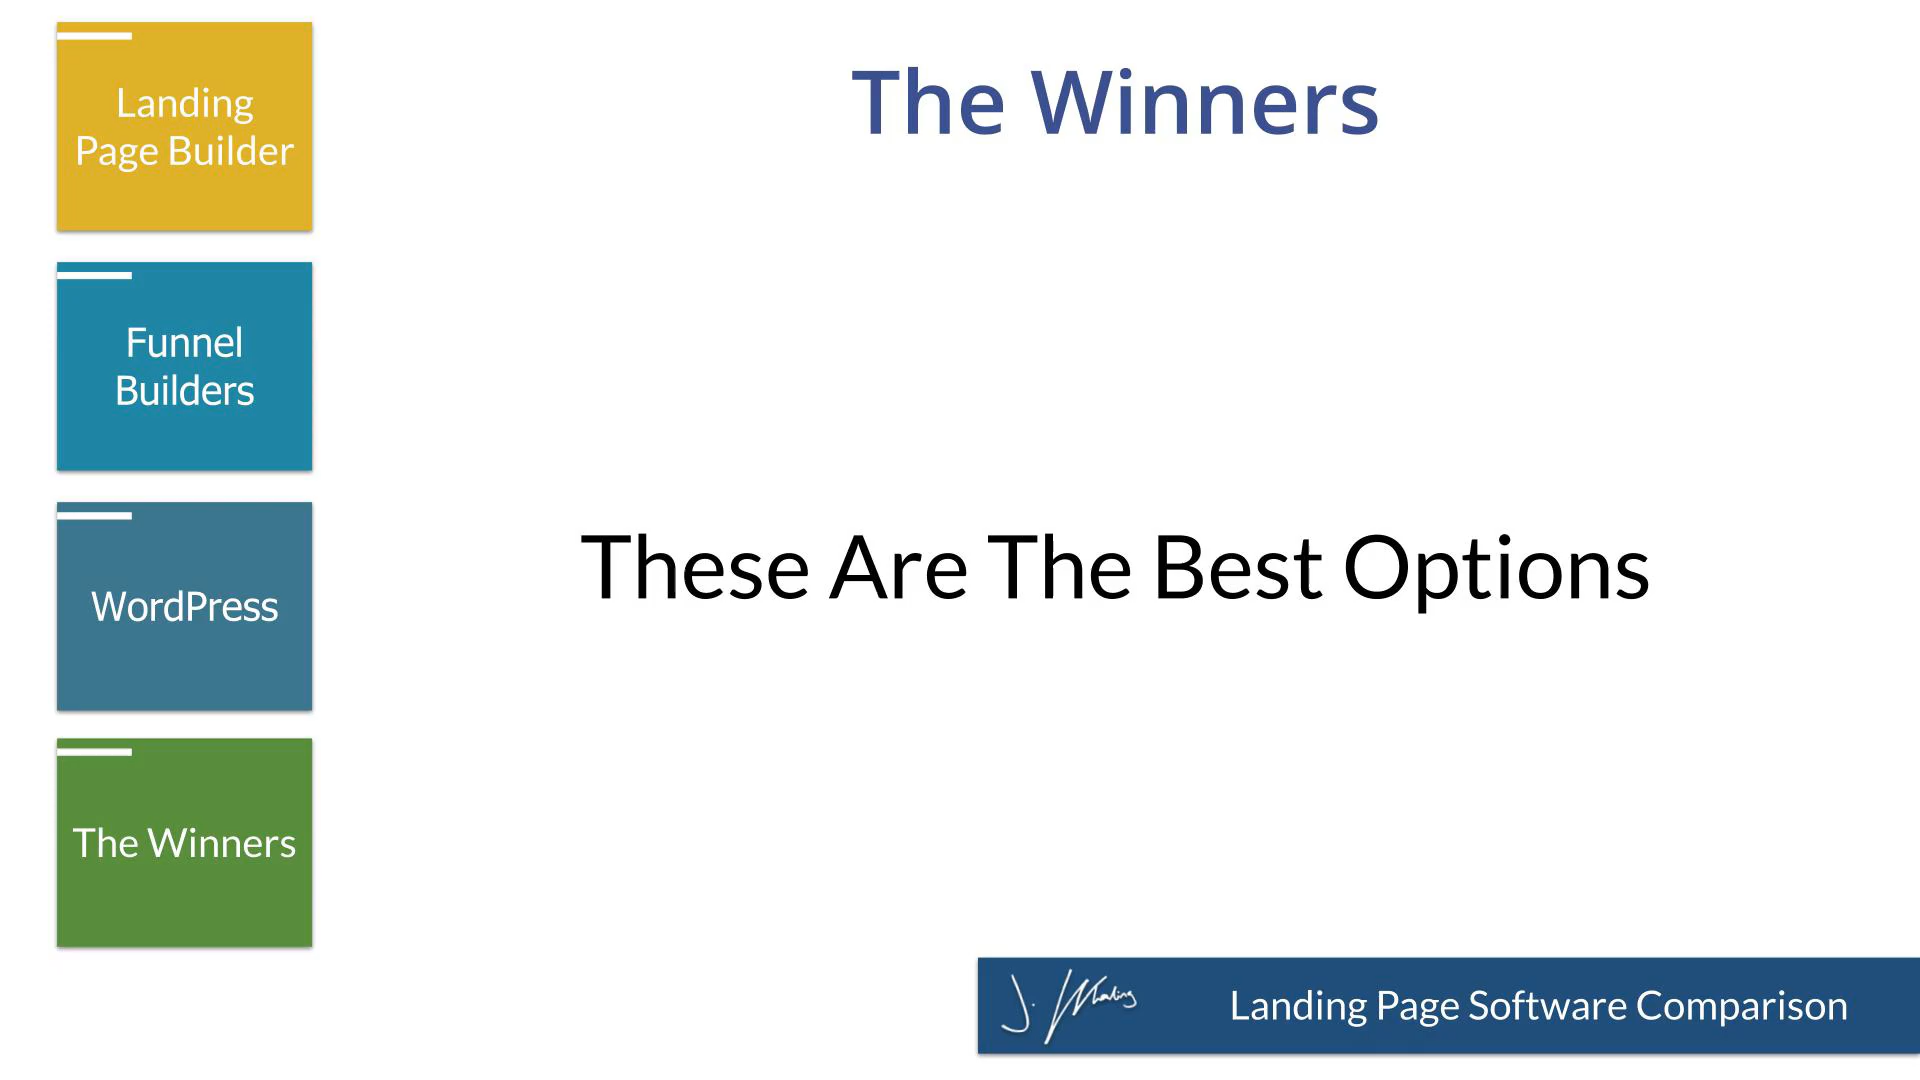 Landing
Page Builder
Funnel
Builders
WordPress
The Winners
The Winners
These Are The Best Options
Landing Page Software Comparison